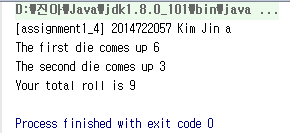 D:\진아\Java\jdk1.8.0_101\bin\java ...
[assignment1_4] 2014722057 Kim Jin a
The first die comes up 6
The second die comes up 3
Your total roll is 9
Process finished with exit code 0